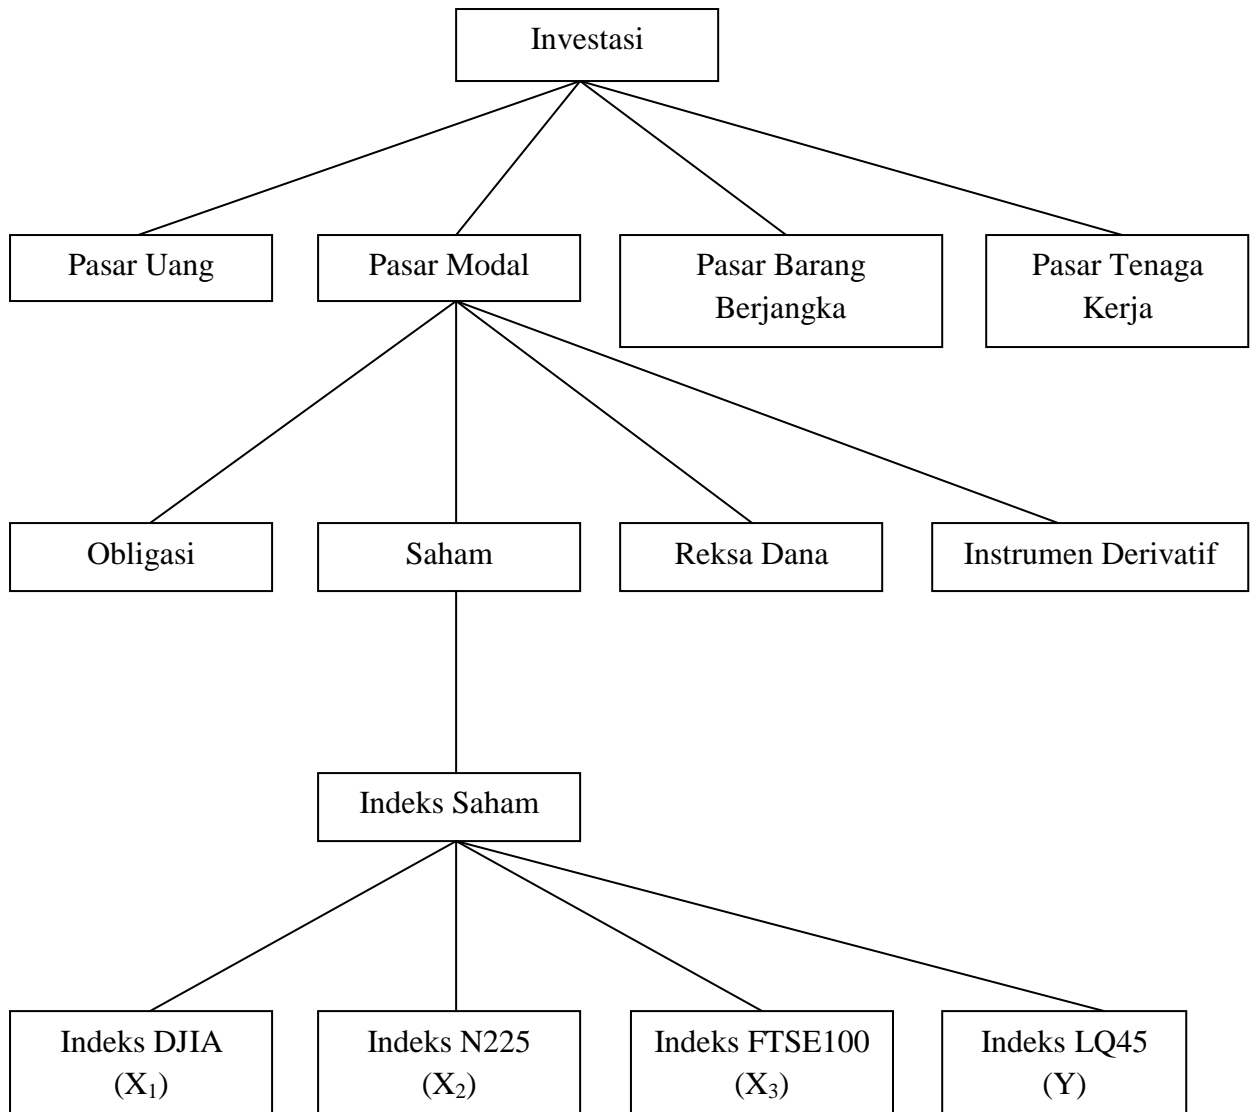 Investasi
Pasar Uang
Pasar Modal
Pasar Barang
Berjangka
Pasar Tenaga
Kerja
Obligasi
Saham
Reksa Dana
Instrumen Derivatif
Indeks Saham
Indeks DJIA
(X₁)
Indeks N225
(X₂)
Indeks FTSE100
(X₃)
Indeks LQ45
(Y)